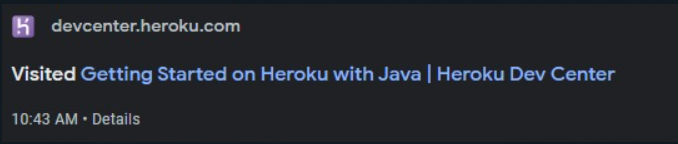 devcenter.heroku.com
Visited Getting Started on Heroku with Java | Heroku Dev Center
10:43 AM • Details